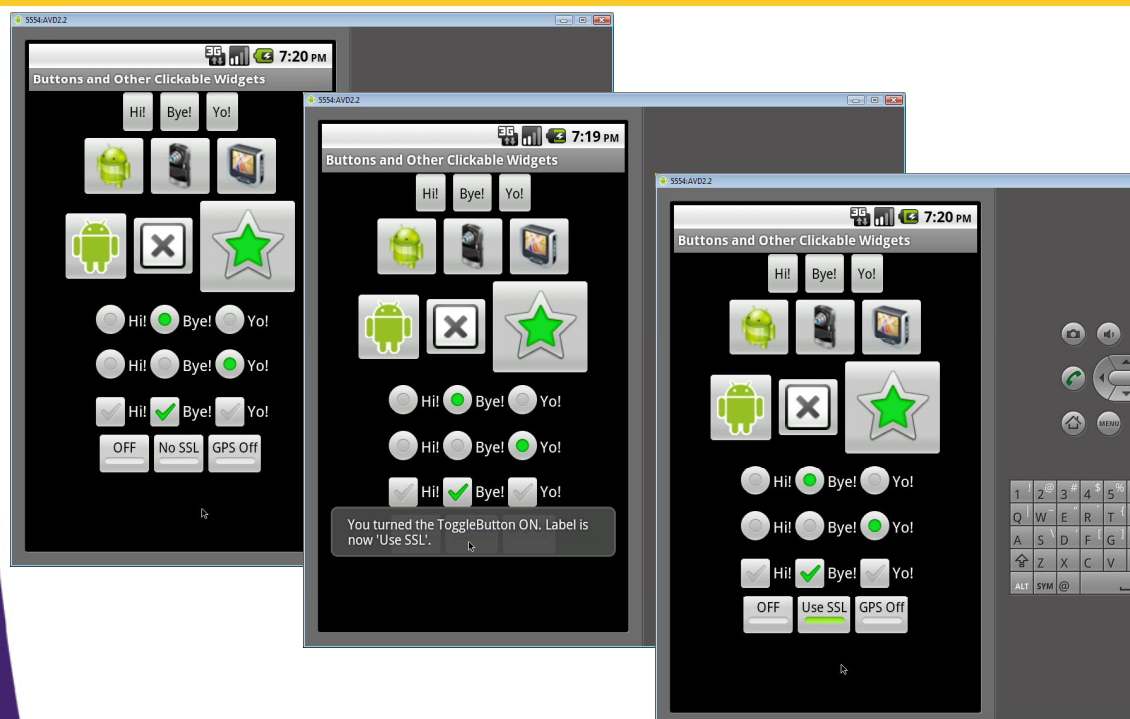 5554:AVD2.2
3G 7:20 PM
Buttons and Other Clickable Widgets
Hi! Bye! Yo!
Hi! Bye! Yo!
Hi! Bye! Yo!
Hi! Bye! Yo!
OFF No SSL GPS Off
5554:AVD2.2
3G 7:19 PM
Buttons and Other Clickable Widgets
Hi! Bye! Yo!
Hi! Bye! Yo!
Hi! Bye! Yo!
Hi! Bye! Yo!
You turned the ToggleButton ON. Label is
now 'Use SSL'.
5554:AVD2.2
3G 7:20 PM
Buttons and Other Clickable Widgets
Hi! Bye! Yo!
Hi! Bye! Yo!
Hi! Bye! Yo!
Hi! Bye! Yo!
OFF Use SSL GPS Off
MENU
1 ! 2 @ 3 # 4 $ 5 %
Q | W ~ E " R ` T {
A S \ D ' F [ G ]
Z X C V
ALT SYM @